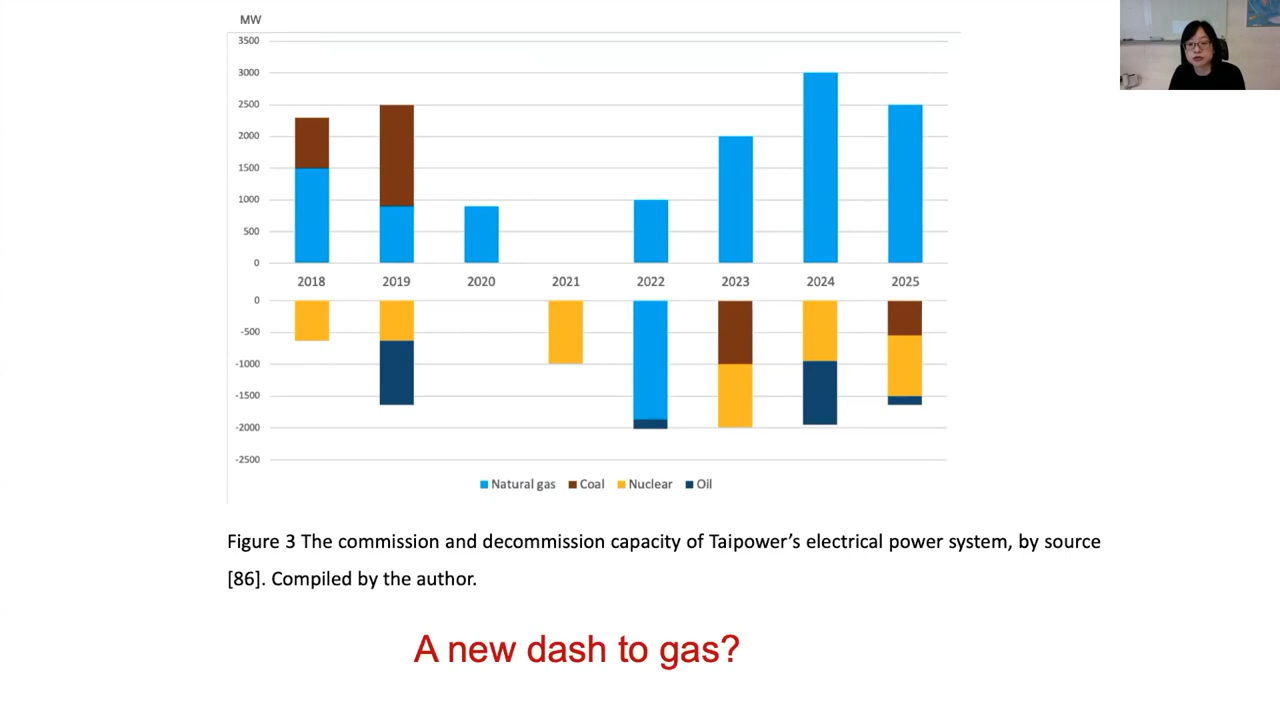 MW
3500
3000
2500
2000
1500
1000
500
0
2018 2019 2020 2021 2022 2023 2024 2025
0
-500
-1000
-1500
-2000
-2500
Natural gas Coal Nuclear Oil
Figure 3 The commission and decommission capacity of Taipower’s electrical power system, by source
[86]. Compiled by the author.
A new dash to gas?